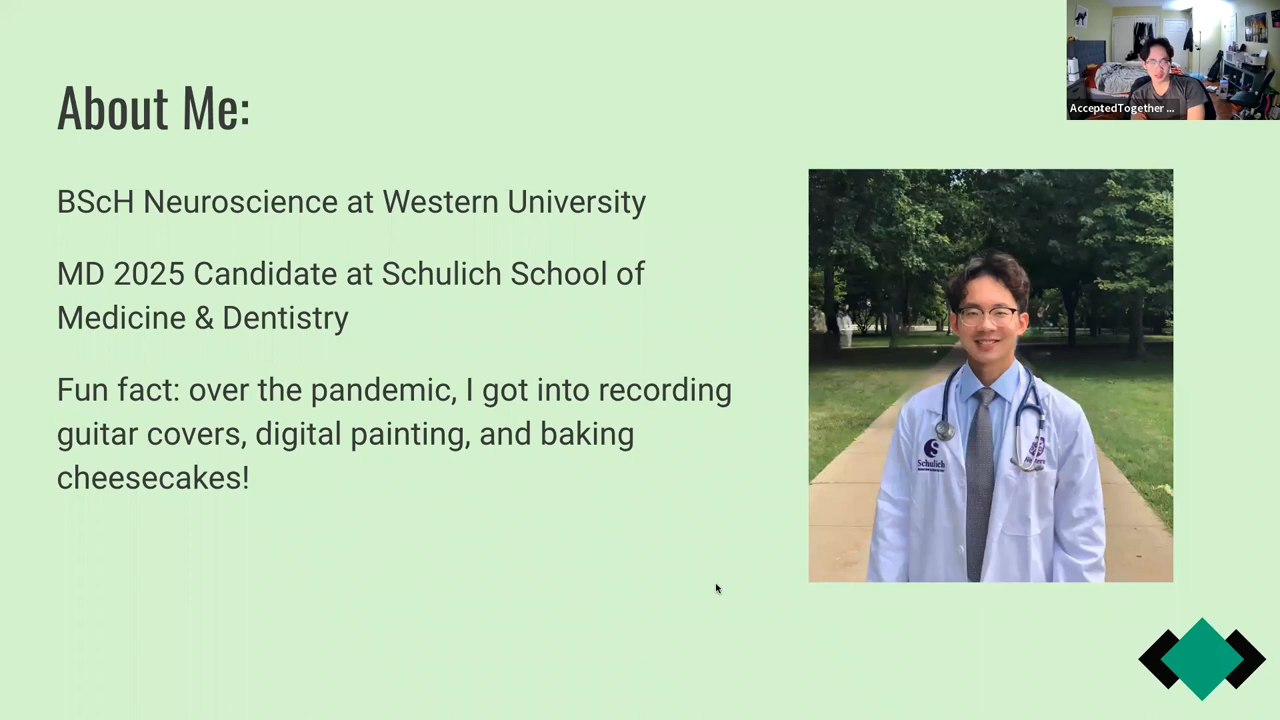 About Me:
BScH Neuroscience at Western University
MD 2025 Candidate at Schulich School of
Medicine & Dentistry
Fun fact: over the pandemic, I got into recording
guitar covers, digital painting, and baking
cheesecakes!
AcceptedTogether ...
Schulich